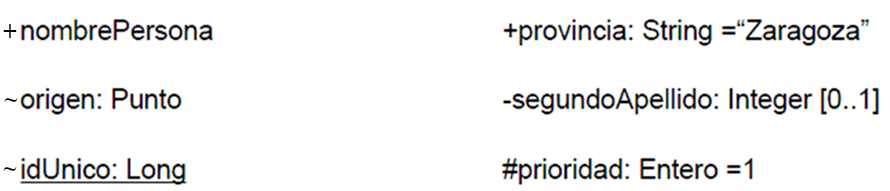 +nombrePersona
+provincia: String =“Zaragoza”
~origen: Punto
-segundoApellido: Integer [0..1]
~idUnico: Long
#prioridad: Entero =1